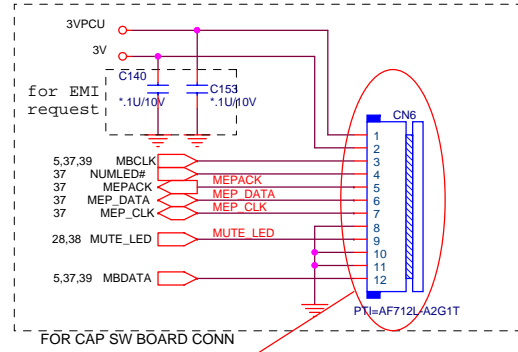 3VPCU
3V
C140
*.1U/10V
C153
*.1U/10V
for EMI
request
CN6
5,37,39 MBCLK
37 NUMLED#
37 MEPACK MEPACK
37 MEP_DATA MEP_DATA
37 MEP_CLK MEP_CLK
28,38 MUTE_LED MUTE_LED
5,37,39 MBDATA
1
2
3
4
5
6
7
8
9
10
11
12
PTI=AF712L-A2G1T
FOR CAP SW BOARD CONN